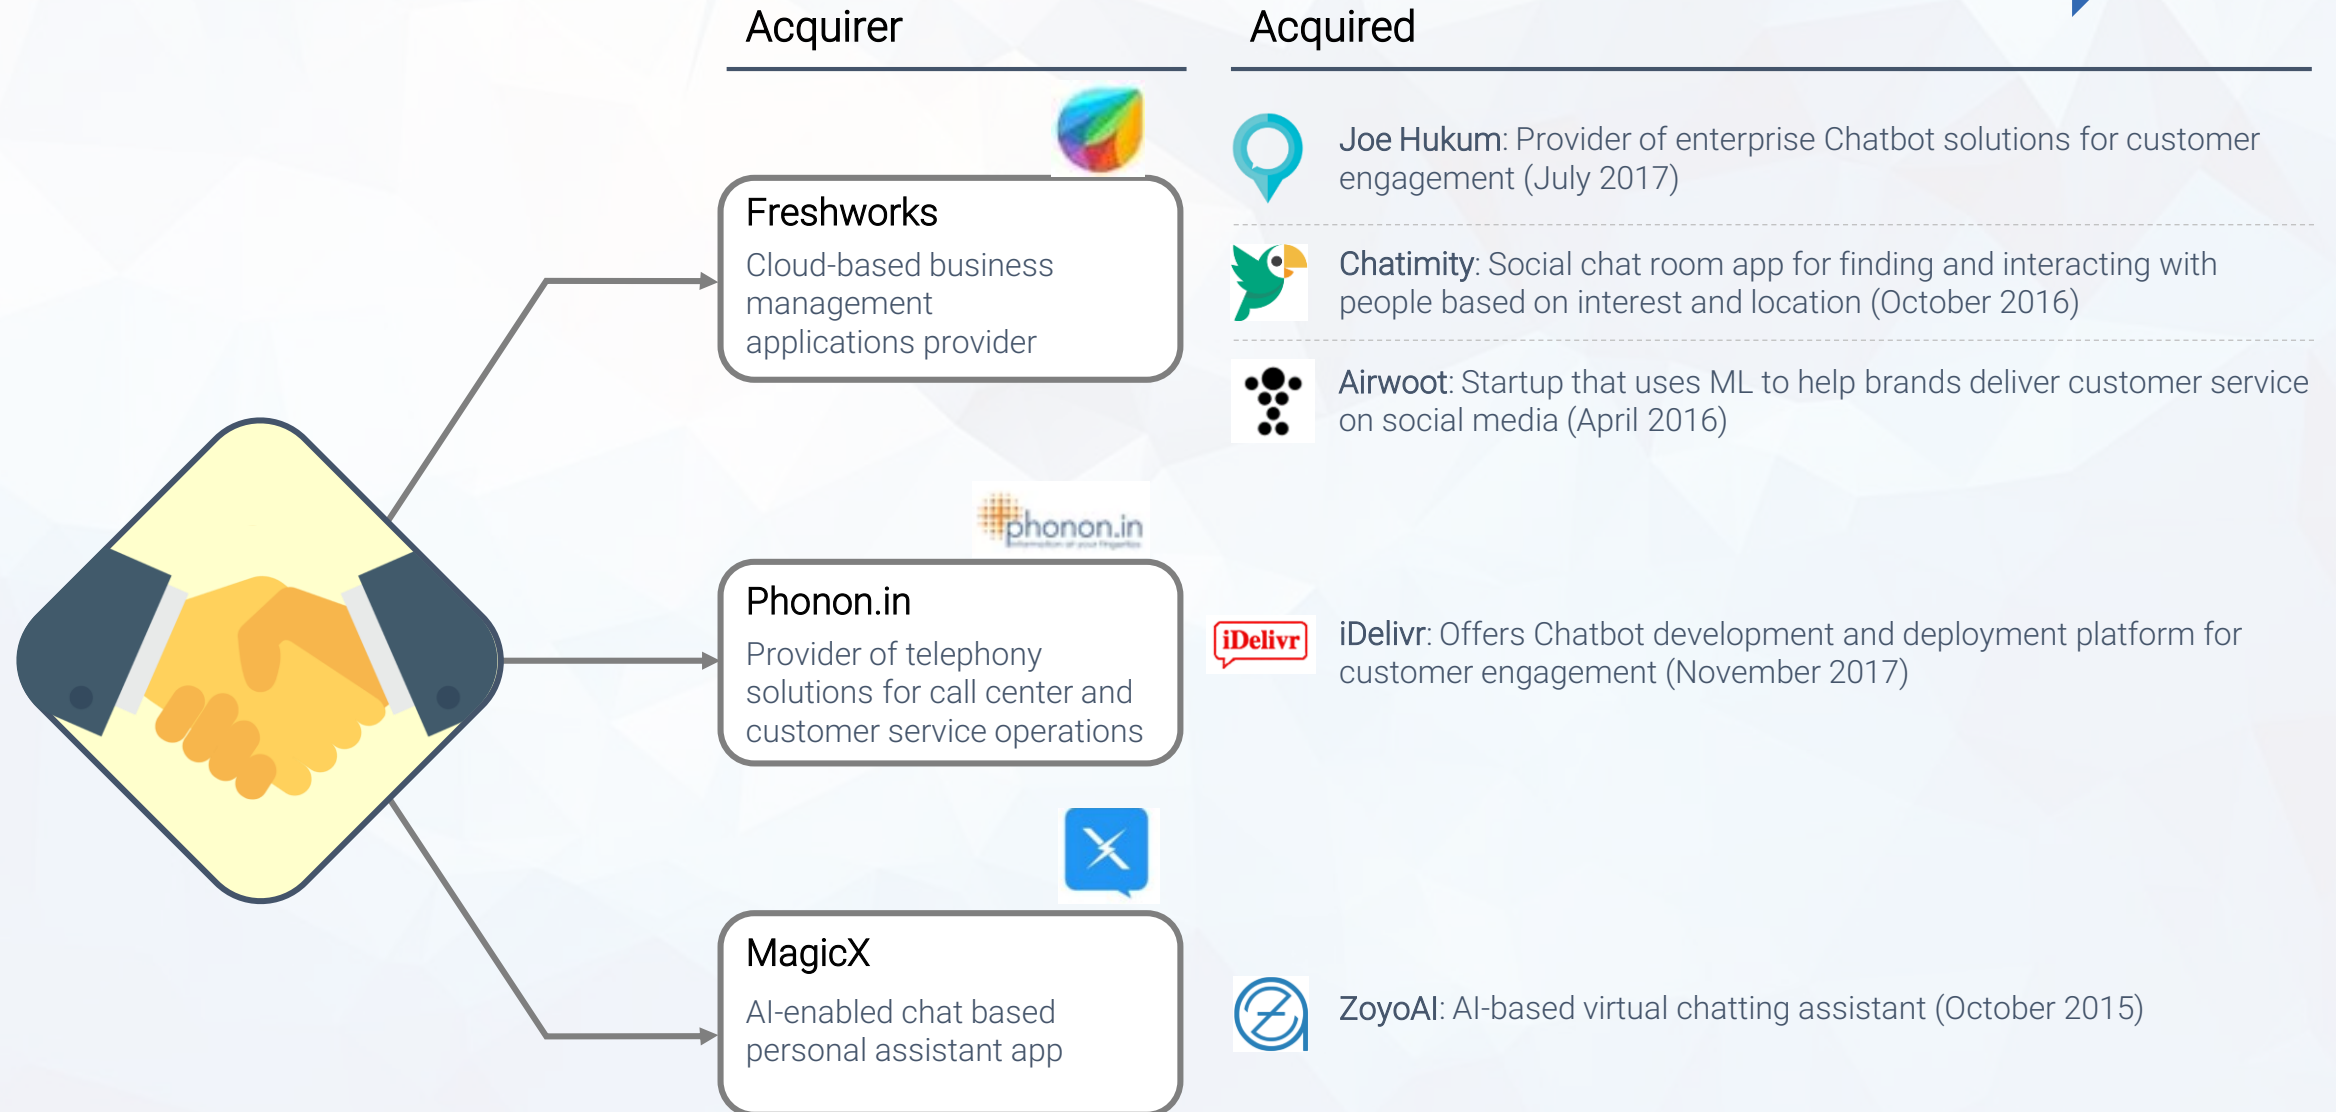 Acquirer
Acquired
Freshworks
Cloud-based business
management
applications provider
Joe Hukum: Provider of enterprise Chatbot solutions for customer
engagement (July 2017)
Chatimity: Social chat room app for finding and interacting with
people based on interest and location (October 2016)
Airwoot: Startup that uses ML to help brands deliver customer service
on social media (April 2016)
phonon.in
information at your fingertips
Phonon.in
Provider of telephony
solutions for call center and
customer service operations
iDelivr
iDelivr: Offers Chatbot development and deployment platform for
customer engagement (November 2017)
MagicX
AI-enabled chat based
personal assistant app
ZoyoAI: AI-based virtual chatting assistant (October 2015)